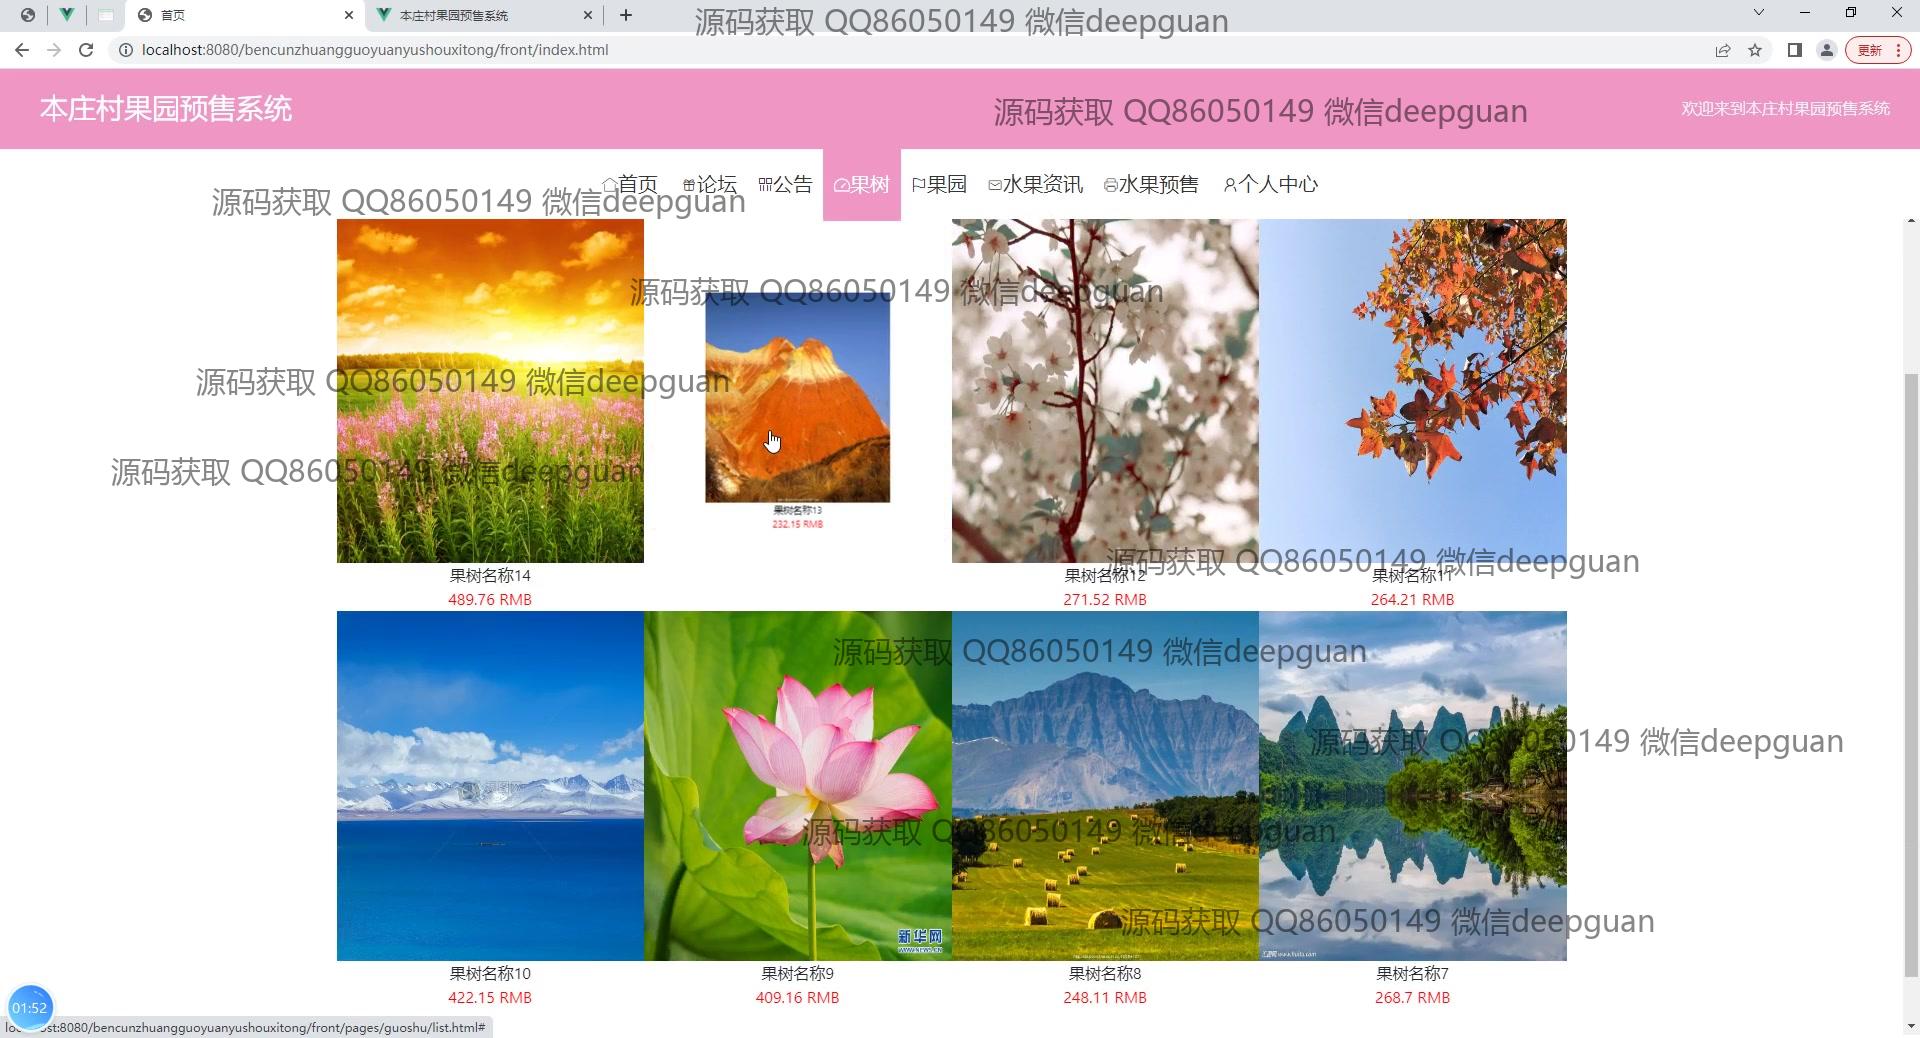 首页
本庄村果园预售系统
源码获取 QQ86050149 微信deepguan
localhost:8080/bencunzhuangguoyuanyushouxitong/front/index.html
更新
本庄村果园预售系统
源码获取 QQ86050149 微信deepguan
欢迎来到本庄村果园预售系统
首页 论坛 公告 果树 果园 水果资讯 水果预售 个人中心
源码获取 QQ86050149 微信deepguan
源码获取 QQ86050149 微信deepguan
源码获取 QQ86050149 微信deepguan
源码获取 QQ86050149 微信deepguan
果树名称13
232.15 RMB
源码获取 QQ86050149 微信deepguan
果树名称14
489.76 RMB
果树名称12
271.52 RMB
果树名称11
264.21 RMB
源码获取 QQ86050149 微信deepguan
源码获取 QQ86050149 微信deepguan
源码获取 QQ86050149 微信deepguan
源码获取 QQ86050149 微信deepguan
新华网
果树名称10
422.15 RMB
果树名称9
409.16 RMB
果树名称8
248.11 RMB
果树名称7
268.7 RMB
01:52
localhost:8080/bencunzhuangguoyuanyushouxitong/front/pages/guoshu/list.html#